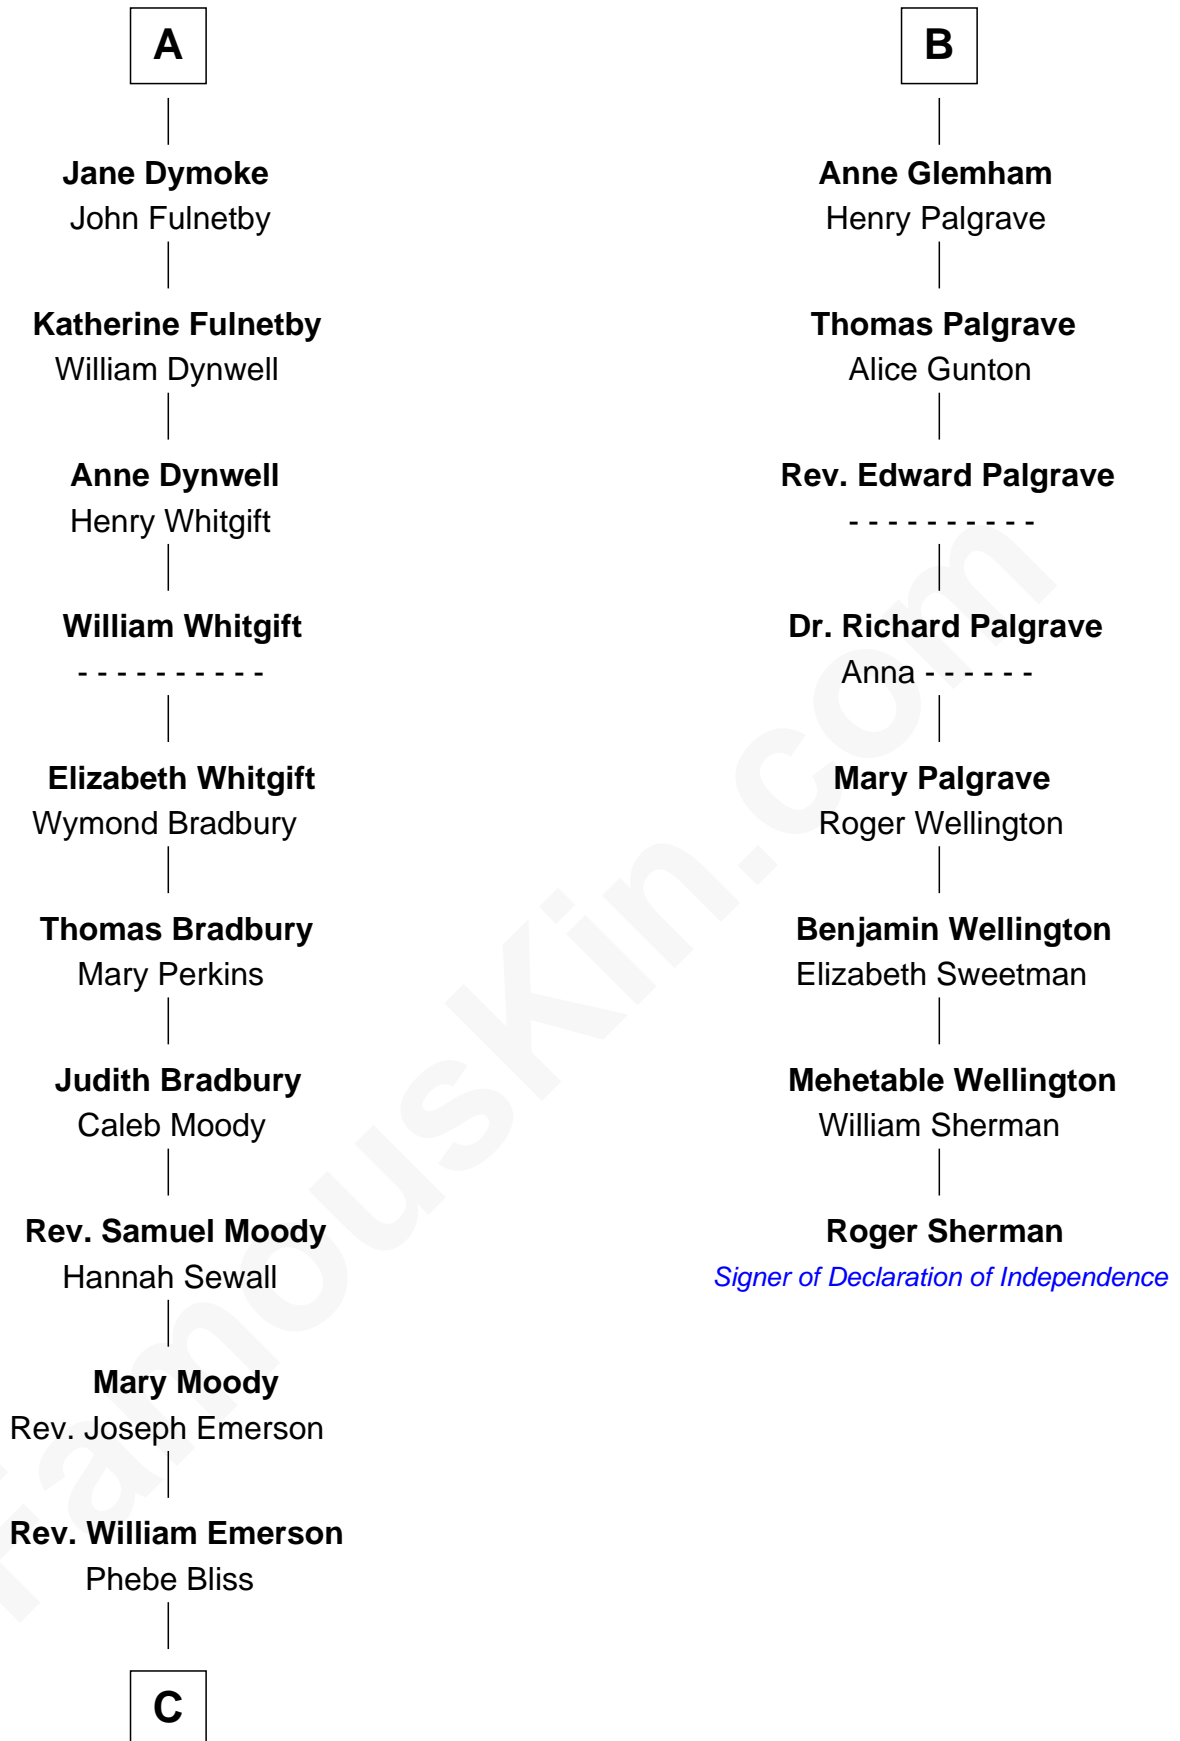 A
Jane Dymoke
John Fulnetby
Katherine Fulnetby
William Dynwell
Anne Dynwell
Henry Whitgift
William Whitgift
- - - - - - - - - -
Elizabeth Whitgift
Wymond Bradbury
Thomas Bradbury
Mary Perkins
Judith Bradbury
Caleb Moody
Rev. Samuel Moody
Hannah Sewall
Mary Moody
Rev. Joseph Emerson
Rev. William Emerson
Phebe Bliss
C
B
Anne Glemham
Henry Palgrave
Thomas Palgrave
Alice Gunton
Rev. Edward Palgrave
- - - - - - - - - -
Dr. Richard Palgrave
Anna - - - - - -
Mary Palgrave
Roger Wellington
Benjamin Wellington
Elizabeth Sweetman
Mehetable Wellington
William Sherman
Roger Sherman
Signer of Declaration of Independence
FamousKin.com